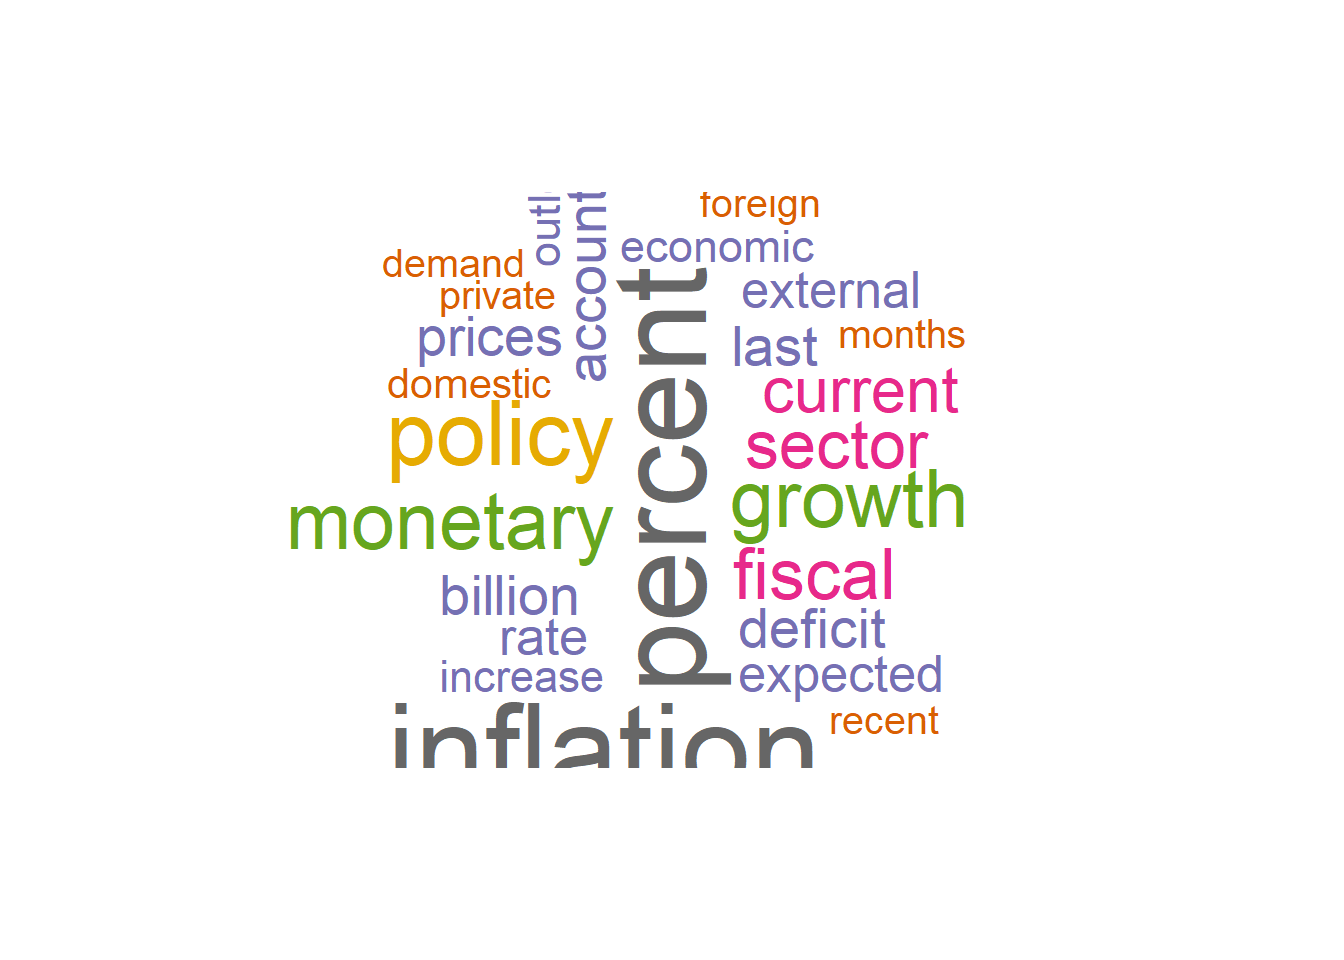 foreign
economic
account
demand
external
private
prices
last
months
domestic
current
policy
sector
percent
growth
monetary
fiscal
billion
deficit
rate
increase
expected
inflation
recent